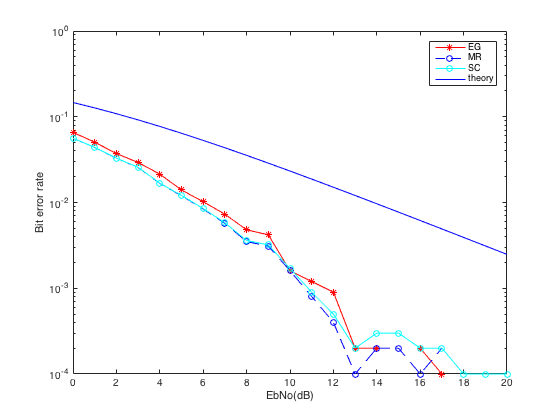 10^0
10^-1
10^-2
10^-3
10^-4
Bit error rate
EG
MR
SC
theory
0 2 4 6 8 10 12 14 16 18 20
EbNo(dB)